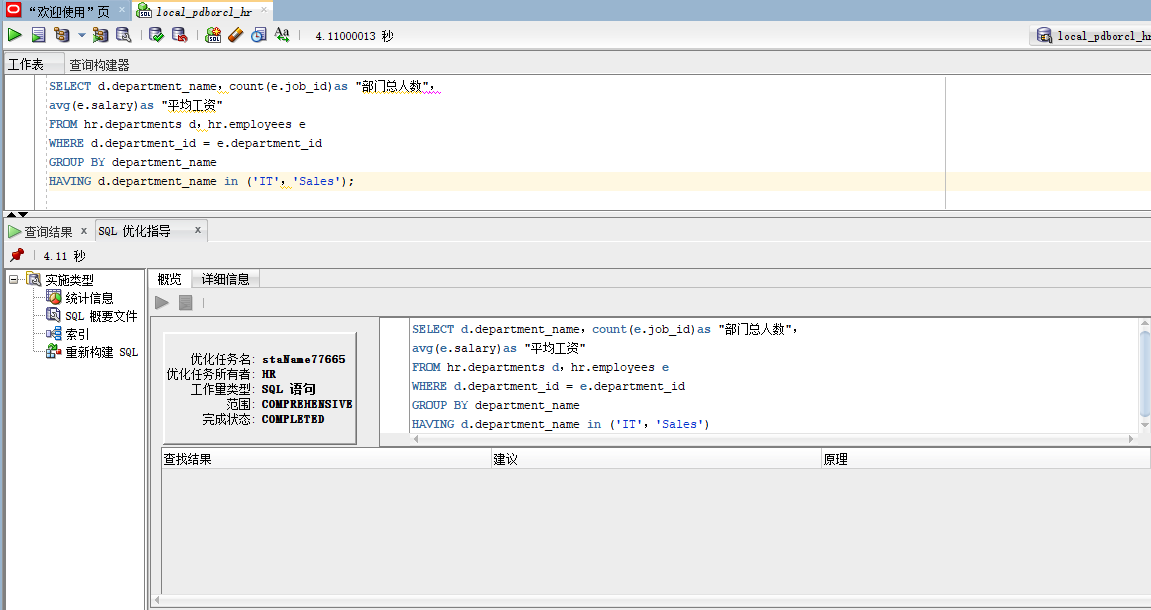 “欢迎使用”页
local_pdborcl_hr
4.11000013 秒
local_pdborcl_hr
工作表
查询构建器
SELECT d.department_name，count(e.job_id)as "部门总人数"，
avg(e.salary)as "平均工资"
FROM hr.departments d，hr.employees e
WHERE d.department_id = e.department_id
GROUP BY department_name
HAVING d.department_name in ('IT'，'Sales');
查询结果 x
SQL 优化指导 x
4.11 秒
实施类型
统计信息
SQL 概要文件
索引
重新构建 SQL
概览
详细信息
优化任务名: staName77665
优化任务所有者: HR
工作量类型: SQL 语句
范围: COMPREHENSIVE
完成状态: COMPLETED
SELECT d.department_name，count(e.job_id)as "部门总人数"，
avg(e.salary)as "平均工资"
FROM hr.departments d，hr.employees e
WHERE d.department_id = e.department_id
GROUP BY department_name
HAVING d.department_name in ('IT'，'Sales')
查找结果
建议
原理